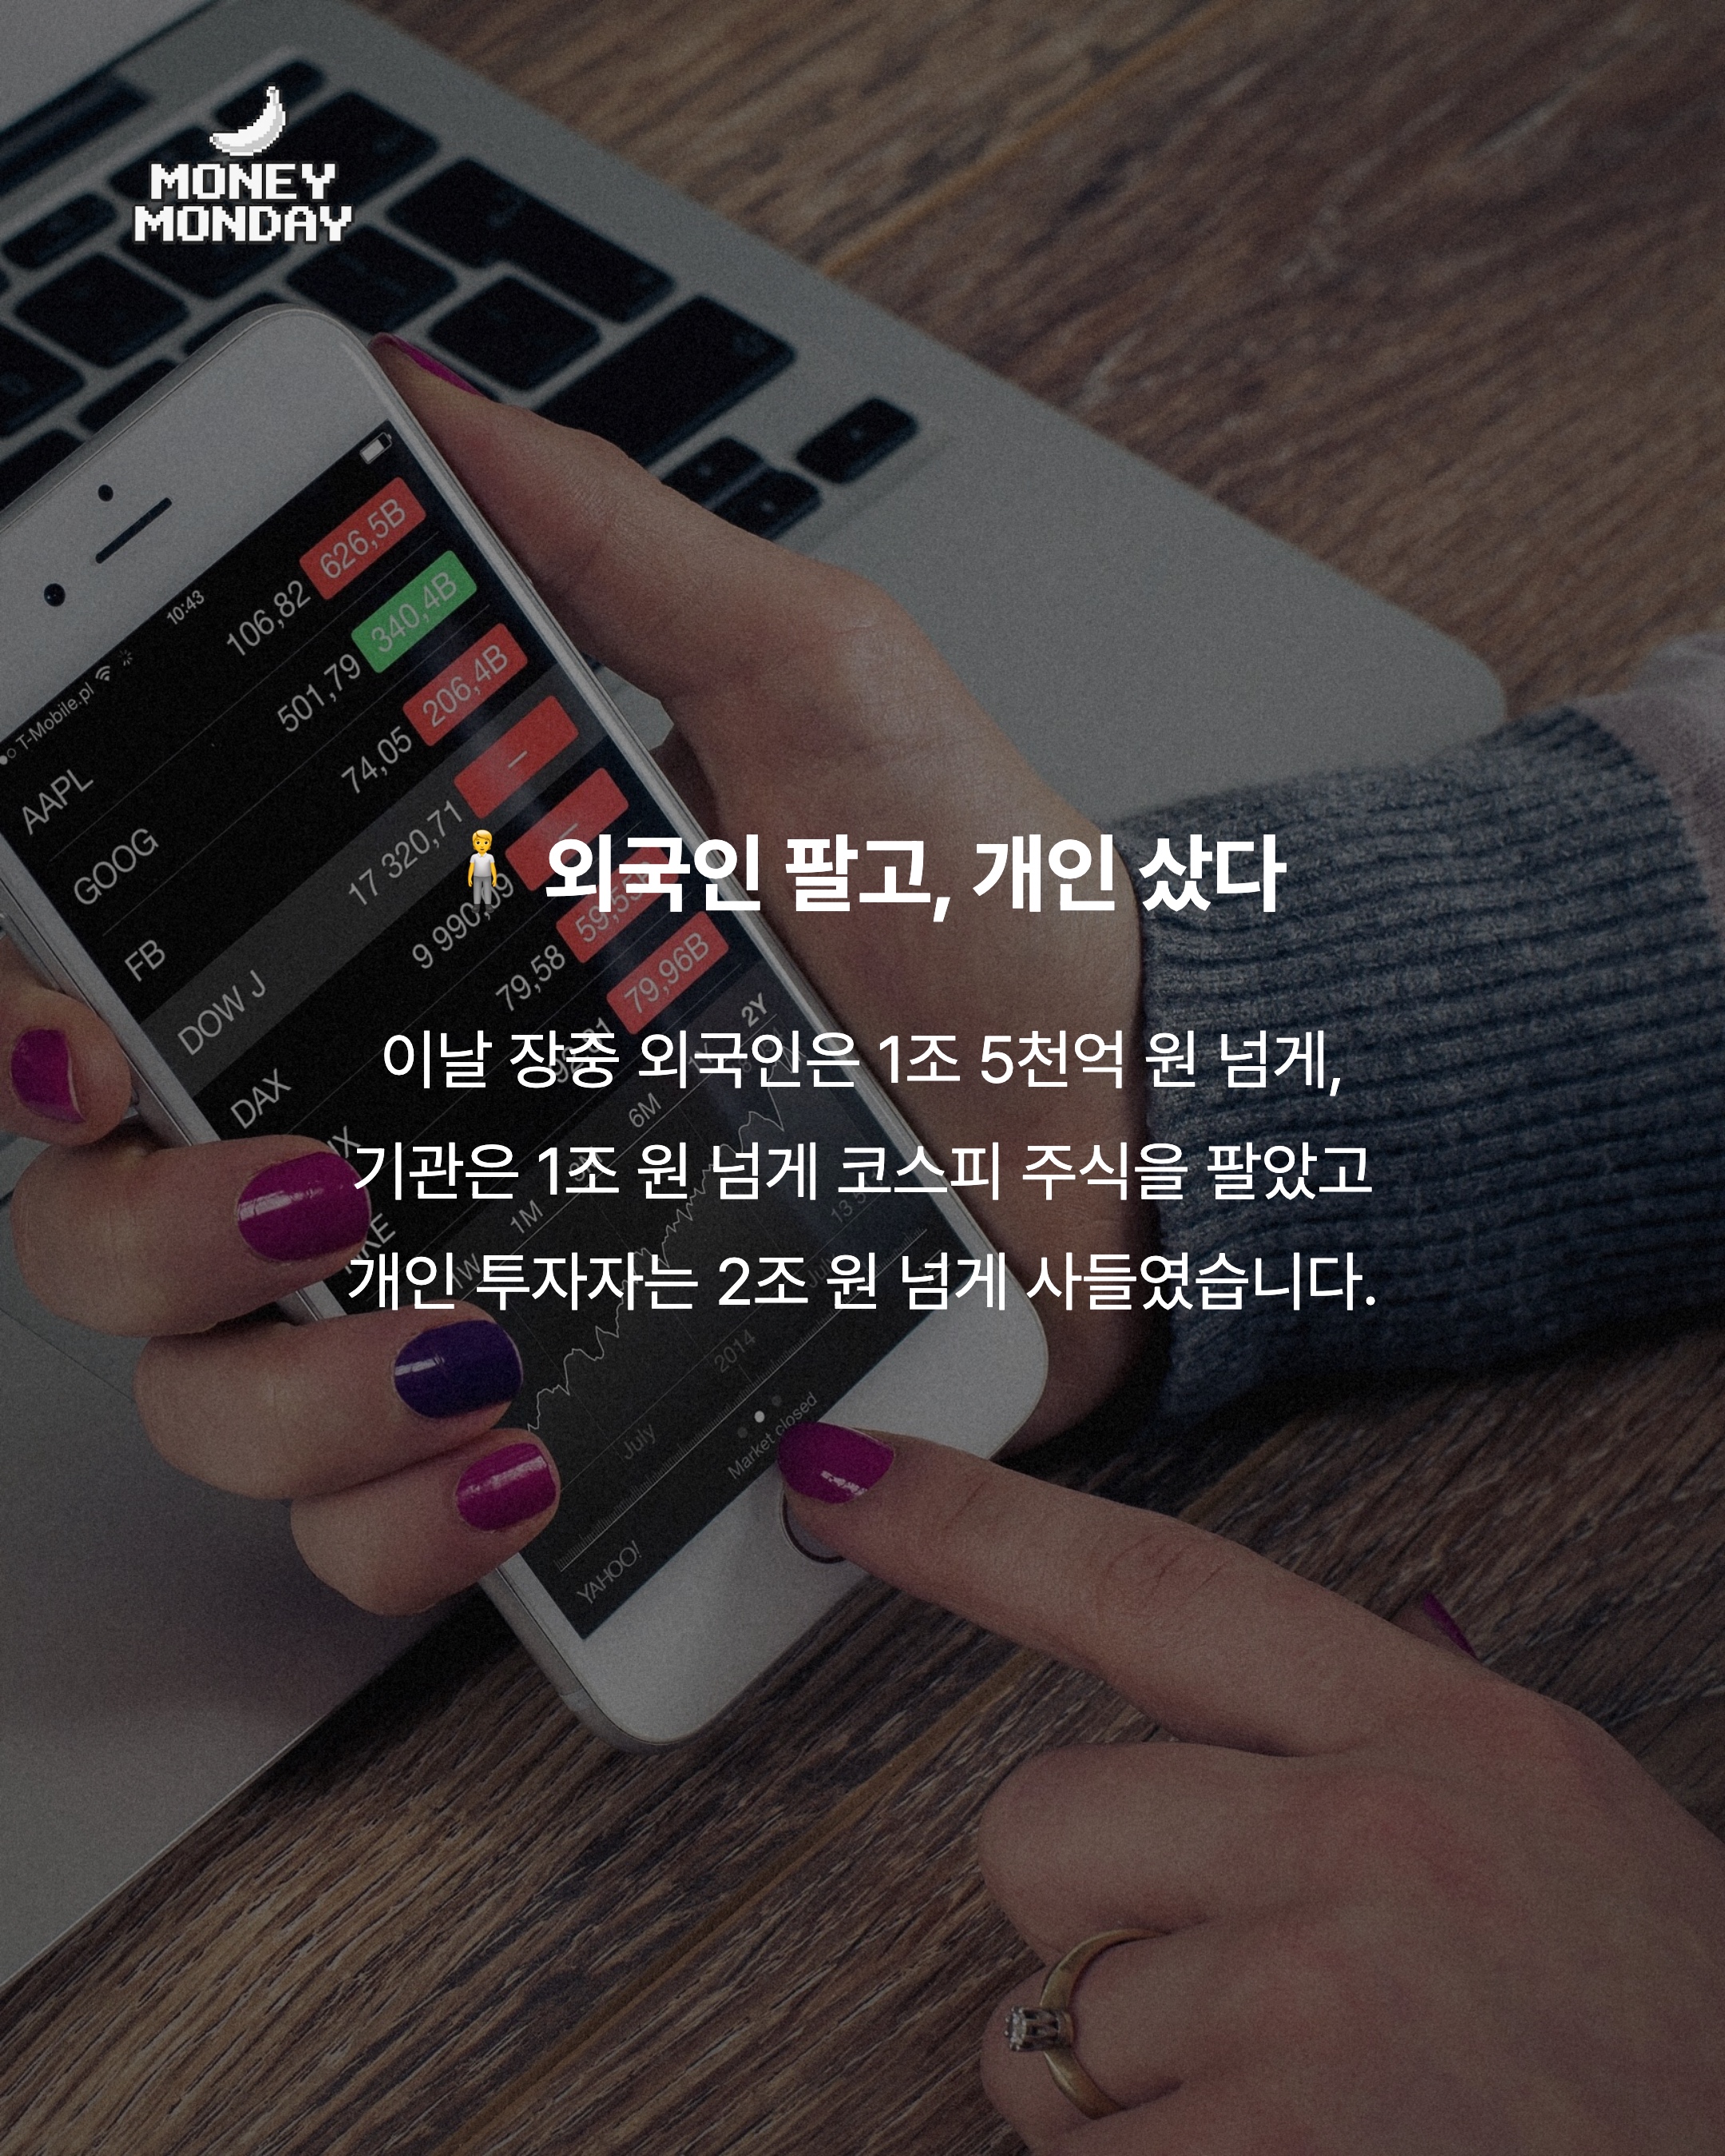 MONEY
MONDAY
T-Mobile.pl 10:43
AAPL 106,82 626,5B
GOOG 501,79 340,4B
FB 74,05 206,4B
DOW J 17 320,71 –
DAX 9 990,09 –
79,58
79,96B
🧍 외국인 팔고, 개인 샀다
이날 장중 외국인은 1조 5천억 원 넘게,
기관은 1조 원 넘게 코스피 주식을 팔았고
개인 투자자는 2조 원 넘게 사들였습니다.
1W 1M 6M 2Y
July 2014
Market closed
YAHOO!